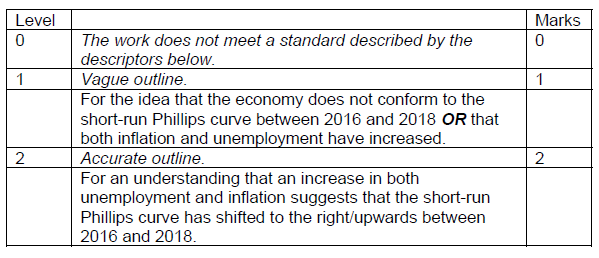 Level Marks
0 The work does not meet a standard described by the 0
descriptors below.
1 Vague outline. 1
For the idea that the economy does not conform to the
short-run Phillips curve between 2016 and 2018 OR that
both inflation and unemployment have increased.
2 Accurate outline. 2
For an understanding that an increase in both
unemployment and inflation suggests that the short-run
Phillips curve has shifted to the right/upwards between
2016 and 2018.